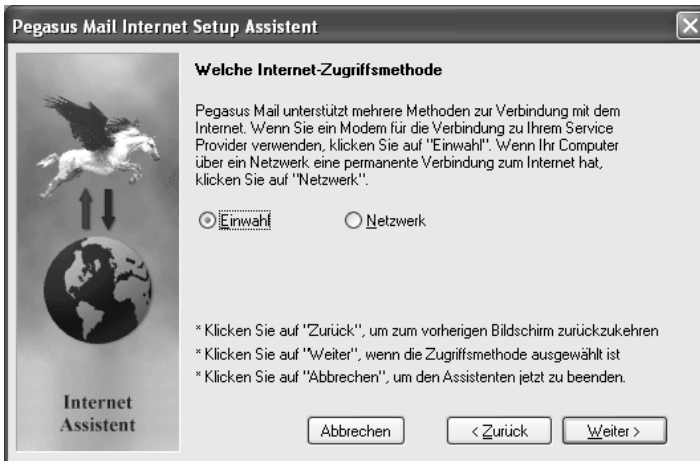 Pegasus Mail Internet Setup Assistent
Welche Internet-Zugriffsmethode
Pegasus Mail unterstützt mehrere Methoden zur Verbindung mit dem
Internet. Wenn Sie ein Modem für die Verbindung zu Ihrem Service
Provider verwenden, klicken Sie auf "Einwahl". Wenn Ihr Computer
über ein Netzwerk eine permanente Verbindung zum Internet hat,
klicken Sie auf "Netzwerk".
Einwahl Netzwerk
* Klicken Sie auf "Zurück", um zum vorherigen Bildschirm zurückzukehren
* Klicken Sie auf "Weiter", wenn die Zugriffsmethode ausgewählt ist
* Klicken Sie auf "Abbrechen", um den Assistenten jetzt zu beenden.
Internet
Assistent
Abbrechen < Zurück Weiter >